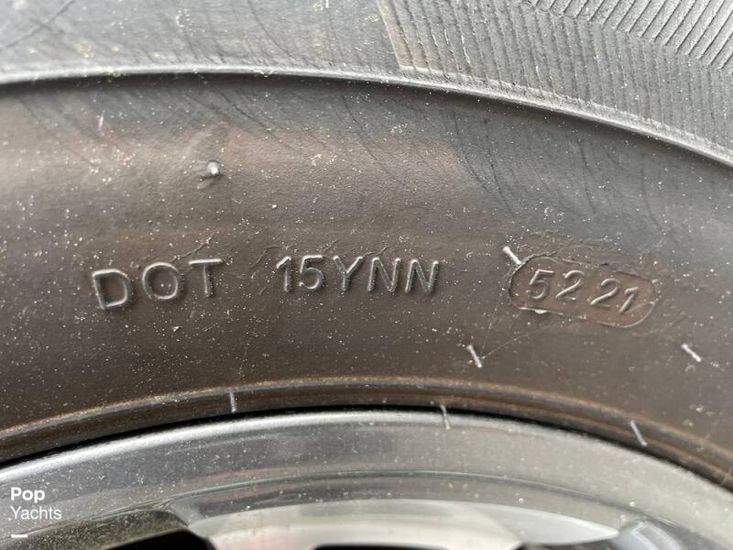 DOT 15YNN 5221
Pop
Yachts